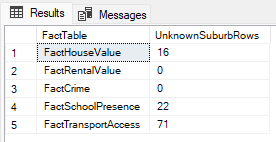 Results Messages
FactTable UnknownSuburbRows
1 FactHouseValue 16
2 FactRentalValue 0
3 FactCrime 0
4 FactSchoolPresence 22
5 FactTransportAccess 71